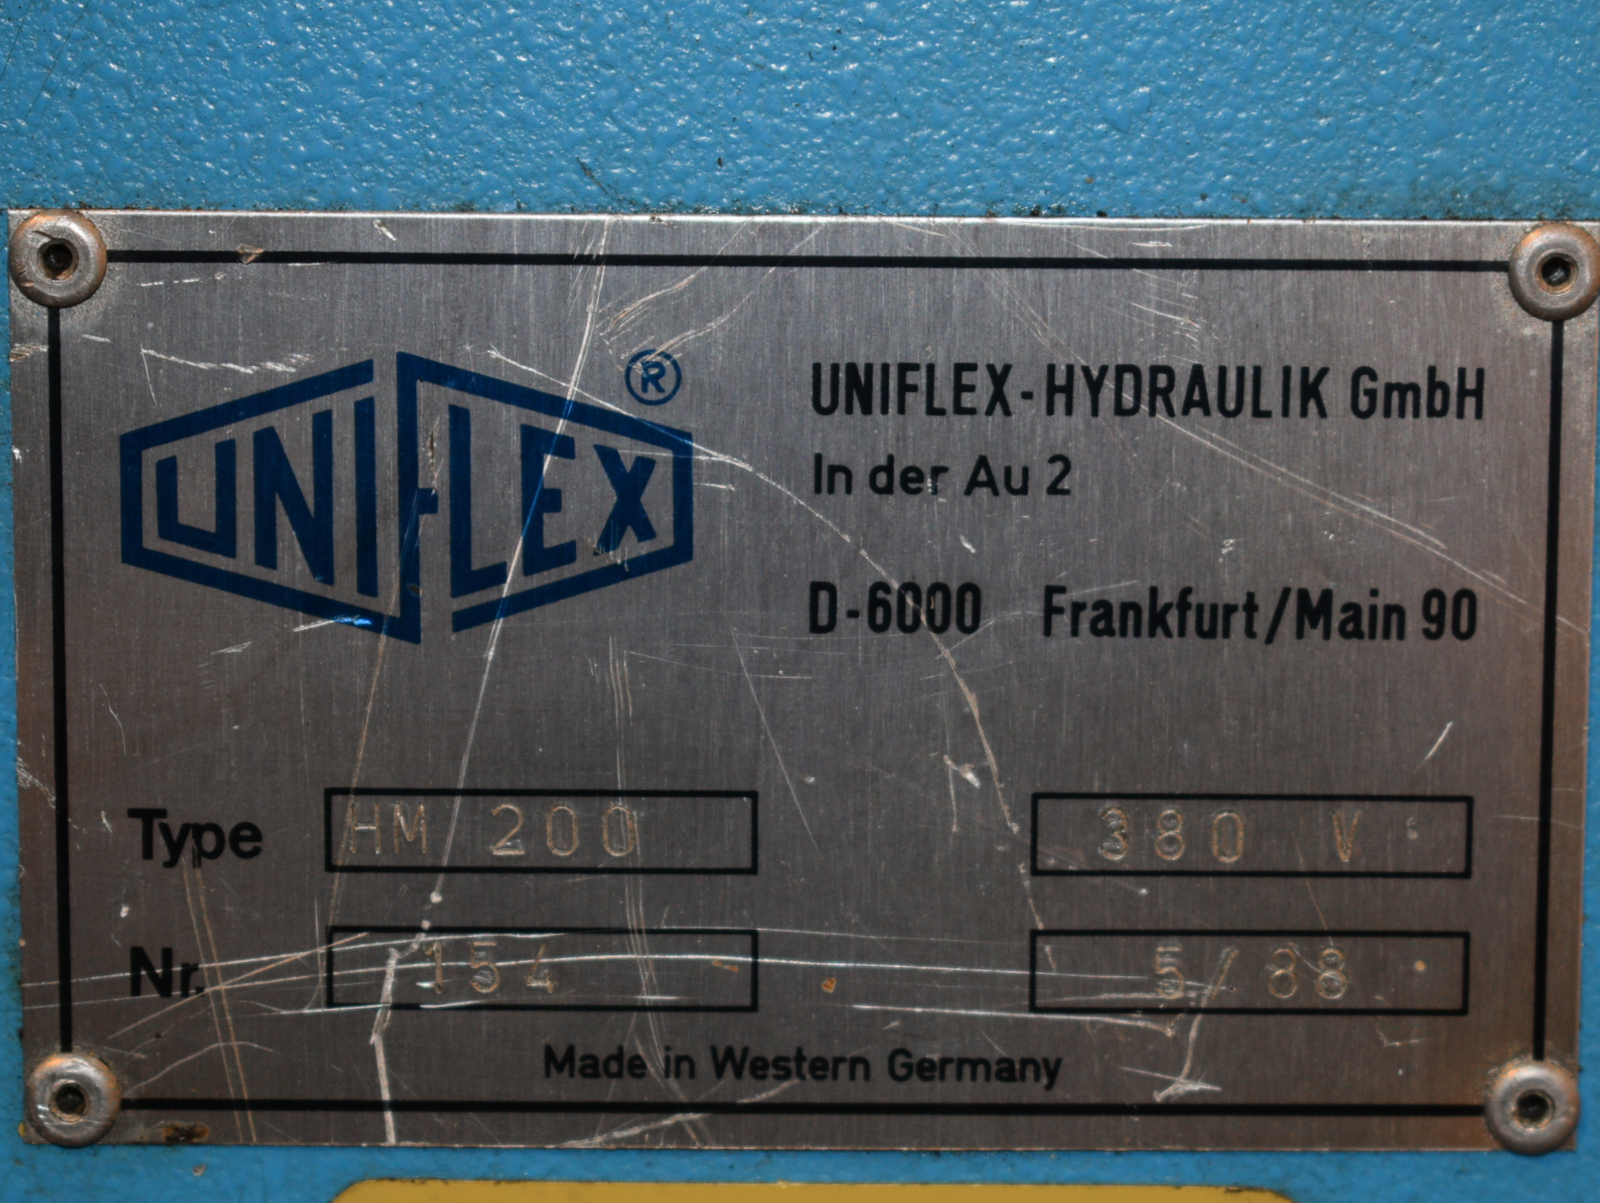 UNIFLEX ®
UNIFLEX-HYDRAULIK GmbH
In der Au 2
D-6000 Frankfurt/Main 90
Type HM 200 380 V
Nr. 154 5/88
Made in Western Germany